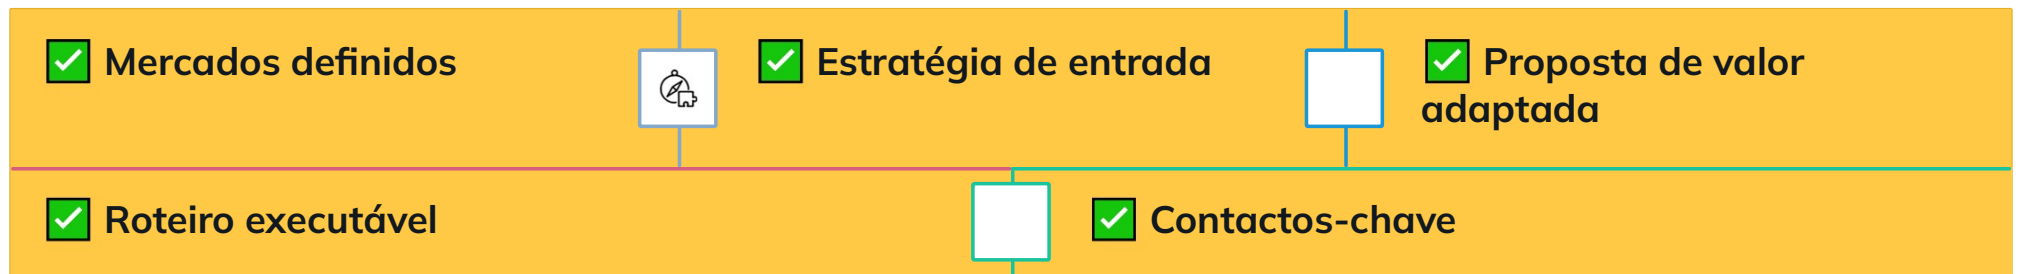 ✅ Mercados definidos
✅ Estratégia de entrada
✅ Proposta de valor
adaptada
✅ Roteiro executável
✅ Contactos-chave